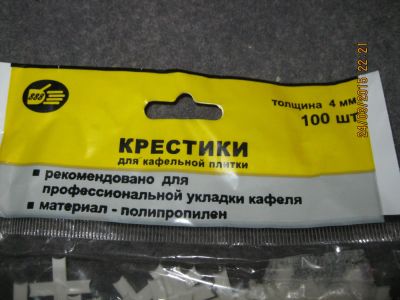 888
толщина 4 мм
100 шт
КРЕСТИКИ
для кафельной плитки
рекомендовано для
профессиональной укладки кафеля
материал - полипропилен
24/09/2015 22:21